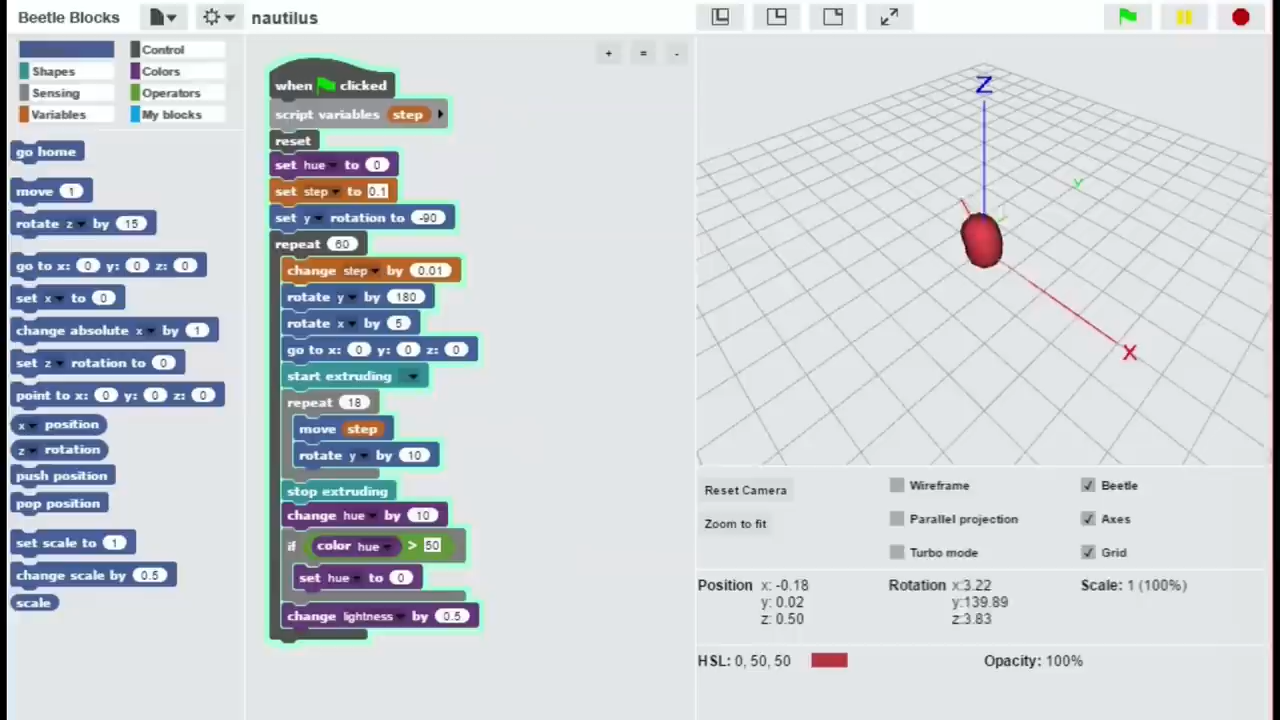 Beetle Blocks
nautilus
Control
Shapes
Colors
Sensing
Operators
Variables
My blocks
go home
move 1
rotate z by 15
go to x: 0 y: 0 z: 0
set x to 0
change absolute x by 1
set z rotation to 0
point to x: 0 y: 0 z: 0
x position
z rotation
push position
pop position
set scale to 1
change scale by 0.5
scale
+ = -
when clicked
script variables step
reset
set hue to 0
set step to 0.1
set y rotation to -90
repeat 60
change step by 0.01
rotate y by 180
rotate x by 5
go to x: 0 y: 0 z: 0
start extruding
repeat 18
move step
rotate y by 10
stop extruding
change hue by 10
if color hue > 50
set hue to 0
change lightness by 0.5
Z
Y
X
Reset Camera
Zoom to fit
Wireframe
Parallel projection
Turbo mode
Beetle
Axes
Grid
Position x: -0.18
y: 0.02
z: 0.50
Rotation x:3.22
y:139.89
z:3.83
Scale: 1 (100%)
HSL: 0, 50, 50
Opacity: 100%